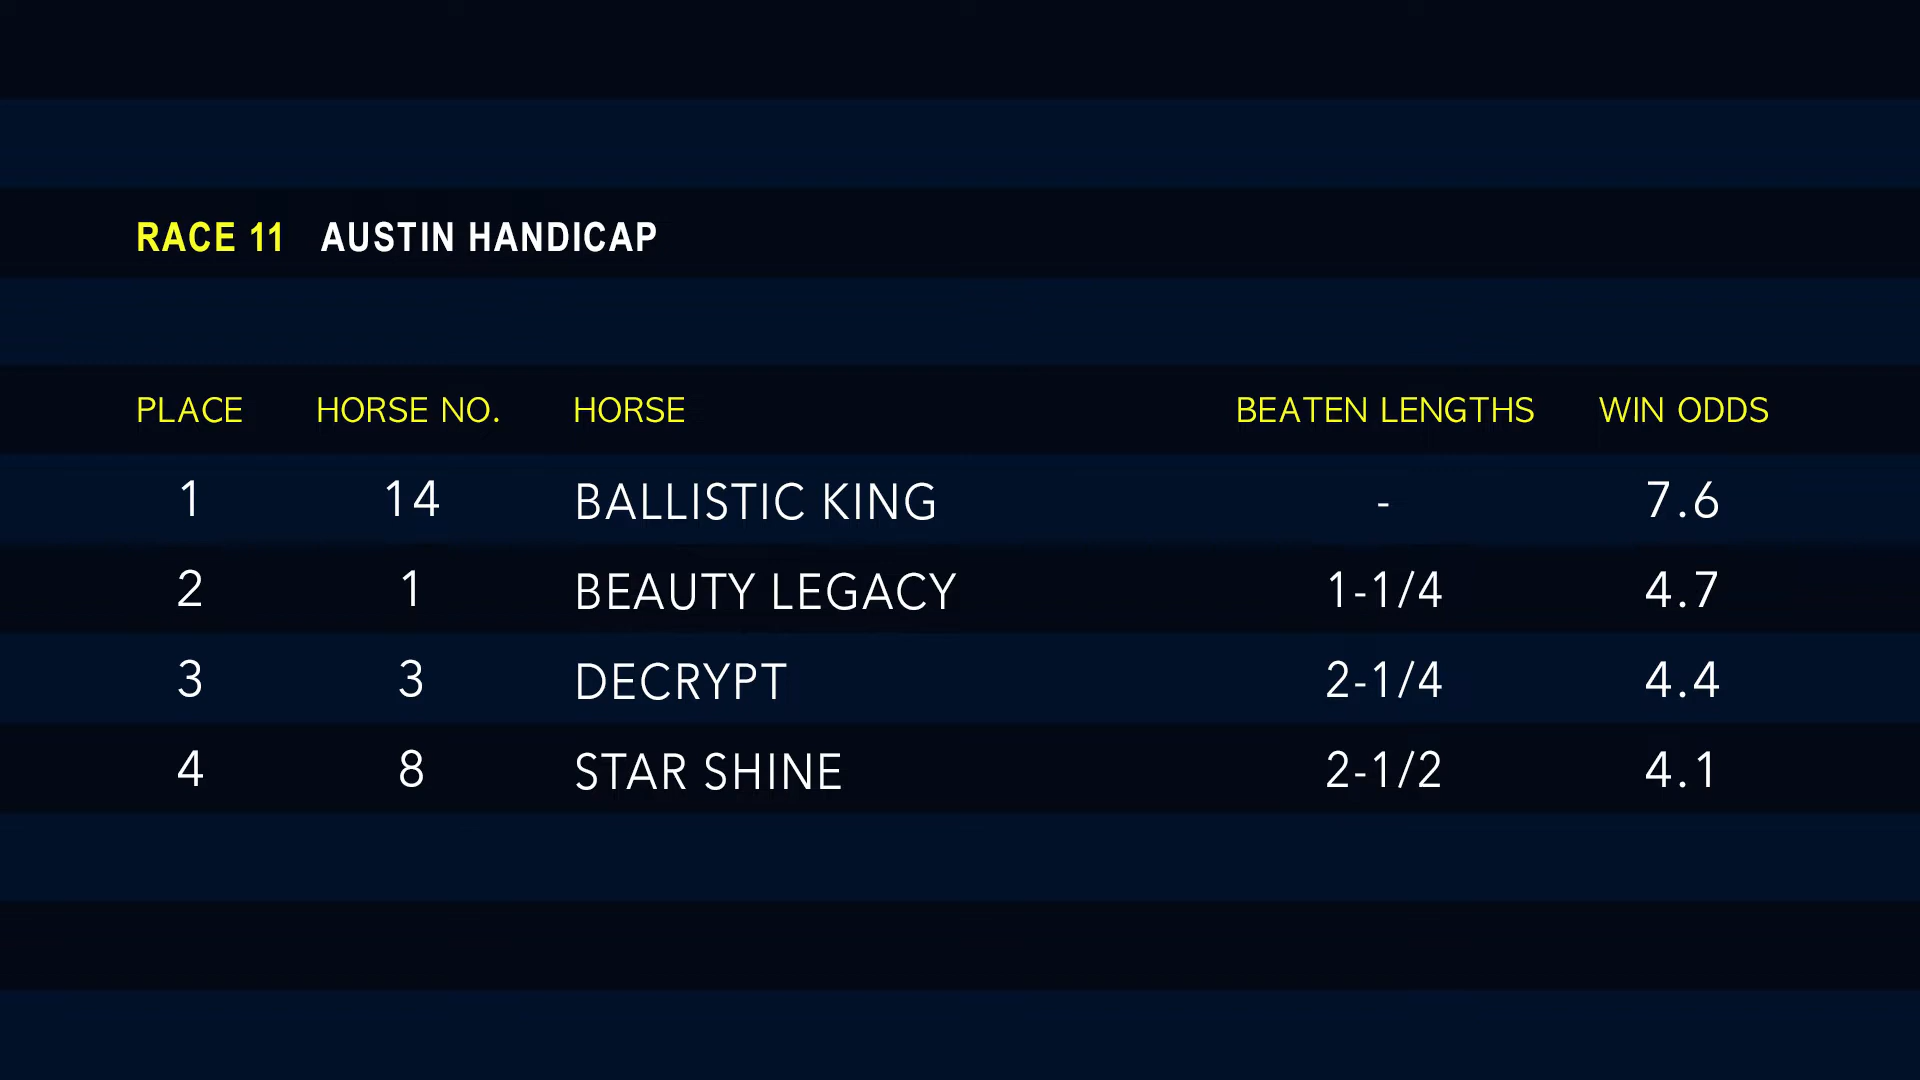 RACE 11 AUSTIN HANDICAP
PLACE HORSE NO. HORSE BEATEN LENGTHS WIN ODDS
1 14 BALLISTIC KING - 7.6
2 1 BEAUTY LEGACY 1-1/4 4.7
3 3 DECRYPT 2-1/4 4.4
4 8 STAR SHINE 2-1/2 4.1